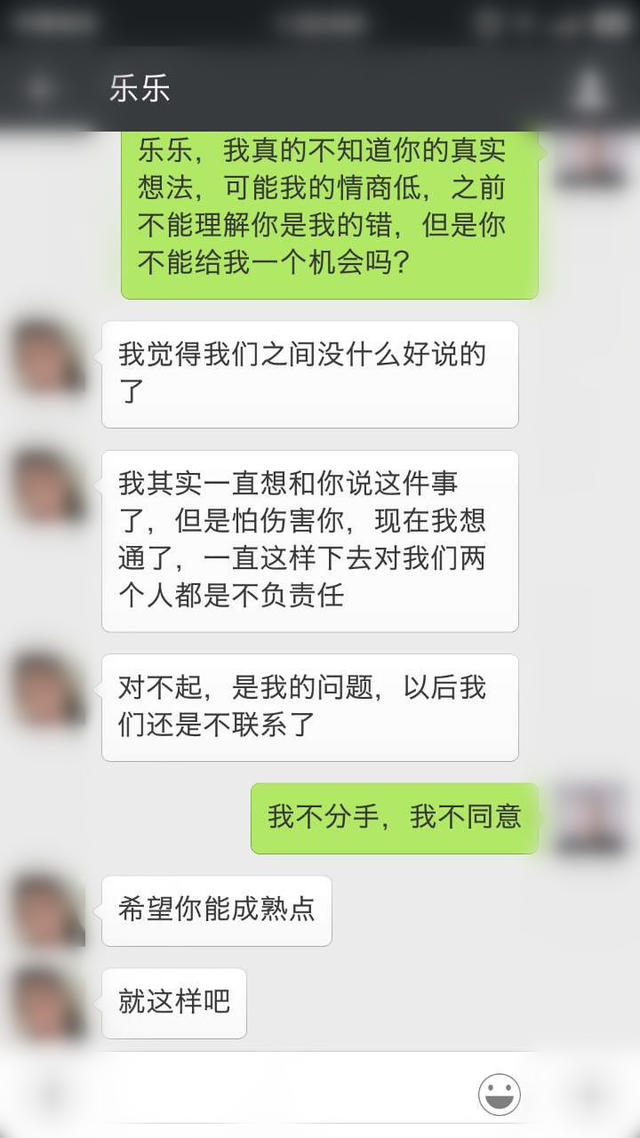 乐乐
乐乐，我真的不知道你的真实
想法，可能我的情商低，之前
不能理解你是我的错，但是你
不能给我一个机会吗？
我觉得我们之间没什么好说的
了
我其实一直想和你说这件事
了，但是怕伤害你，现在我想
通了，一直这样下去对我们两
个人都是不负责任
对不起，是我的问题，以后我
们还是不联系了
我不分手，我不同意
希望你能成熟点
就这样吧